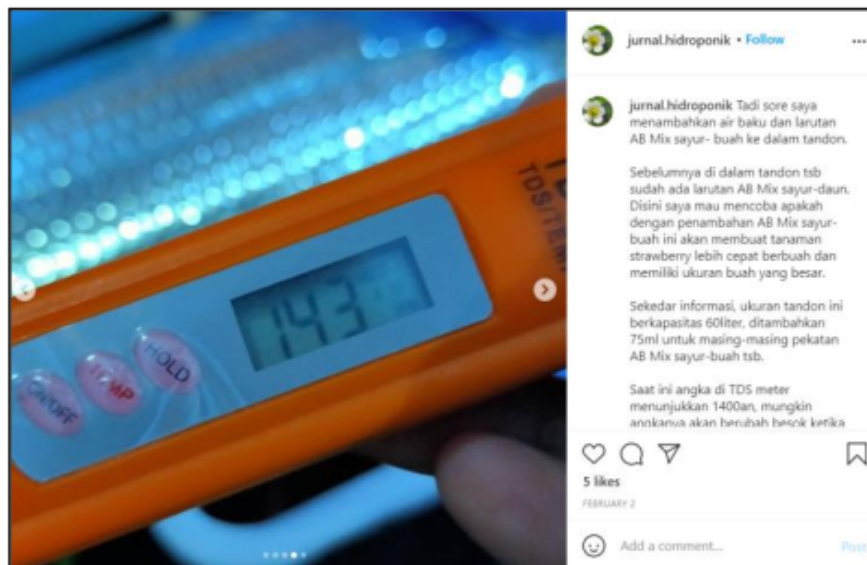 jurnal.hidroponik • Follow
jurnal.hidroponik Tadi sore saya
menambahkan air baku dan larutan
AB Mix sayur- buah ke dalam tandon.
Sebelumnya di dalam tandon tsb
sudah ada larutan AB Mix sayur-daun.
Disini saya mau mencoba apakah
dengan penambahan AB Mix sayur-
buah ini akan membuat tanaman
strawberry lebih cepat berbuah dan
memiliki ukuran buah yang besar.
Sekedar informasi, ukuran tandon ini
berkapasitas 60liter, ditambahkan
75ml untuk masing-masing pekatan
AB Mix sayur-buah tsb.
Saat ini angka di TDS meter
menunjukkan 1400an, mungkin
angkanya akan berubah besok ketika
5 likes
FEBRUARY 2
Add a comment...
Post
TDS/TEMP
143
ON/OFF
TEMP
HOLD